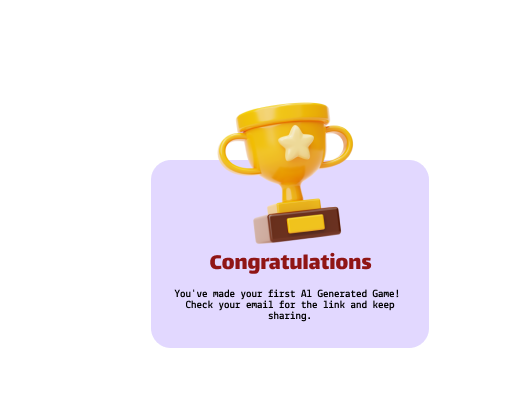 Congratulations
You've made your first AI Generated Game!
Check your email for the link and keep
sharing.